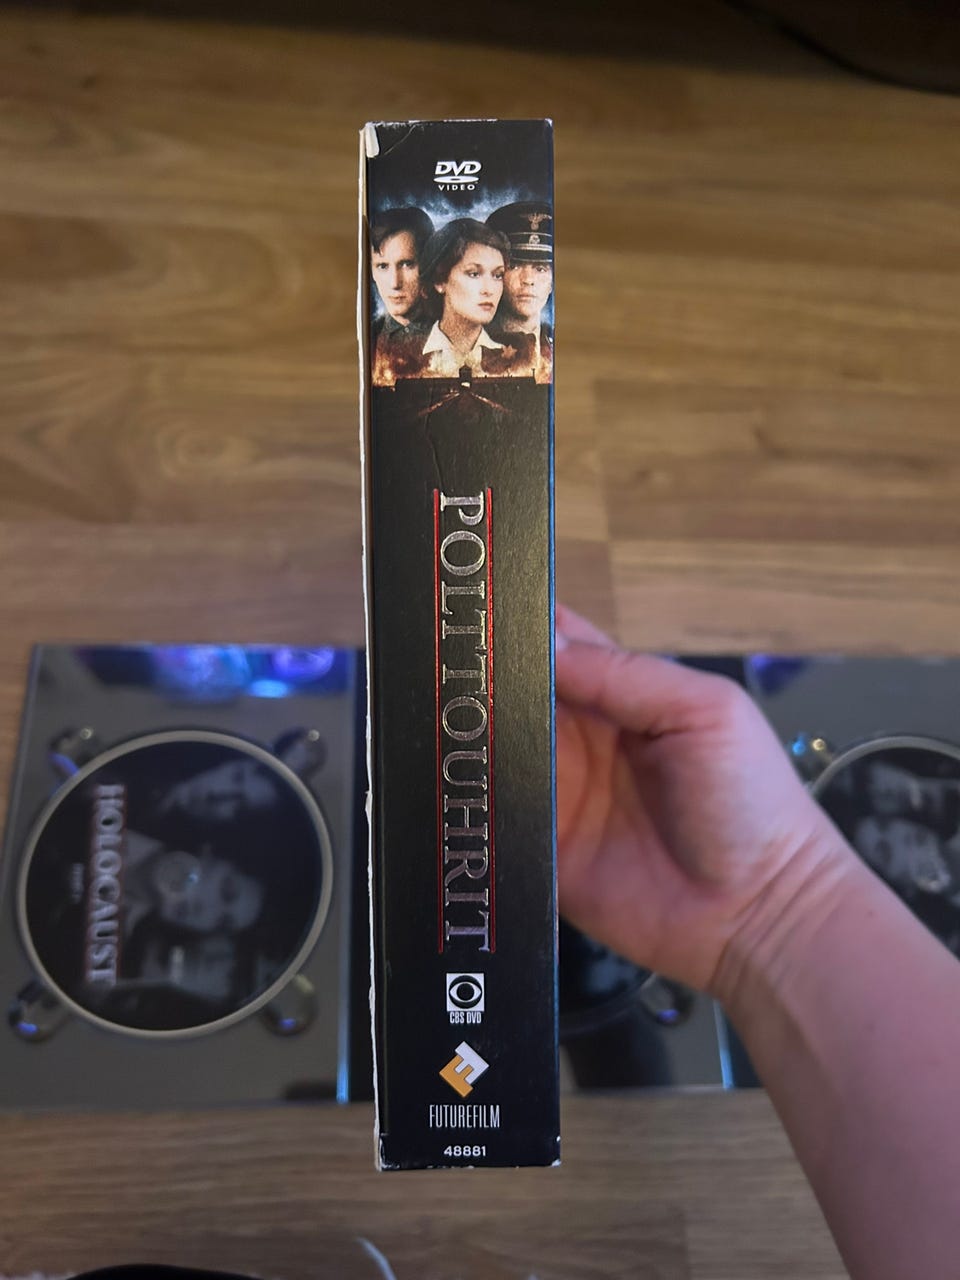 DVD
VIDEO
POLTTOUHRIT
CBS DVD
FUTUREFILM
48881
HOLOCAUST